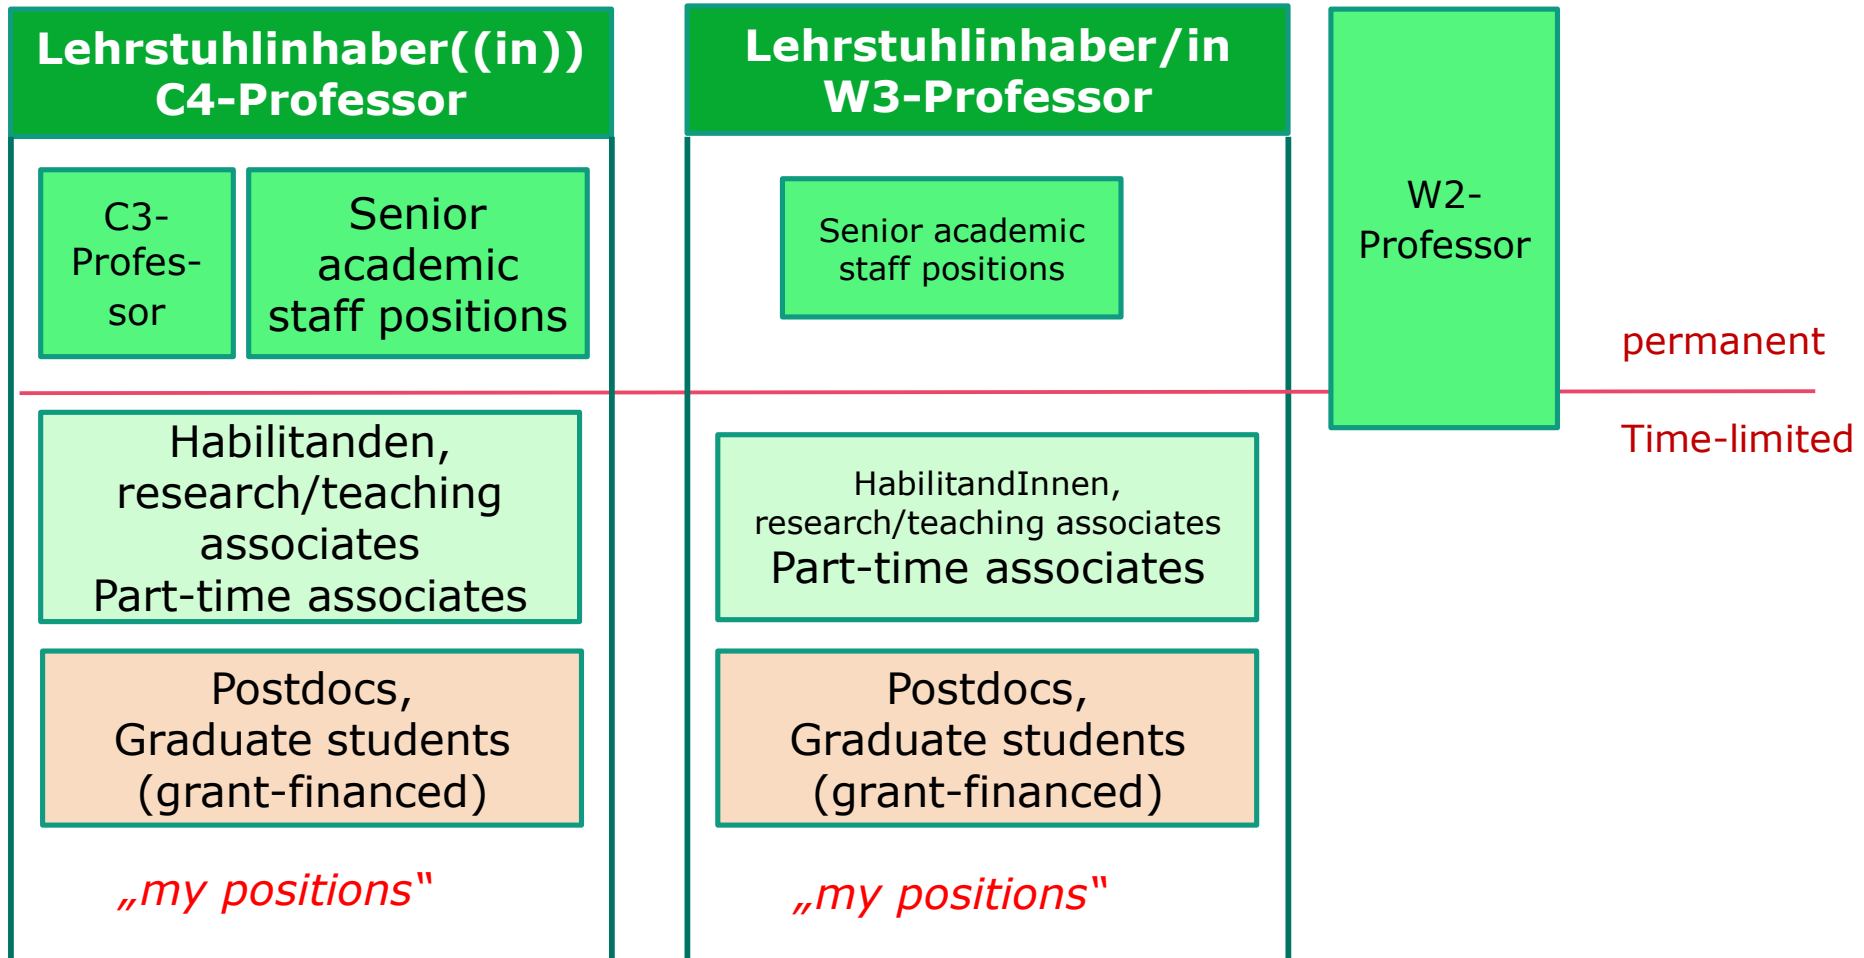 Lehrstuhlinhaber((in))
C4-Professor
C3-
Profes-
sor
Senior
academic
staff positions
Habilitanden,
research/teaching
associates
Part-time associates
Postdocs,
Graduate students
(grant-financed)
„my positions“
Lehrstuhlinhaber/in
W3-Professor
Senior academic
staff positions
HabilitandInnen,
research/teaching associates
Part-time associates
Postdocs,
Graduate students
(grant-financed)
„my positions“
W2-
Professor
permanent
Time-limited